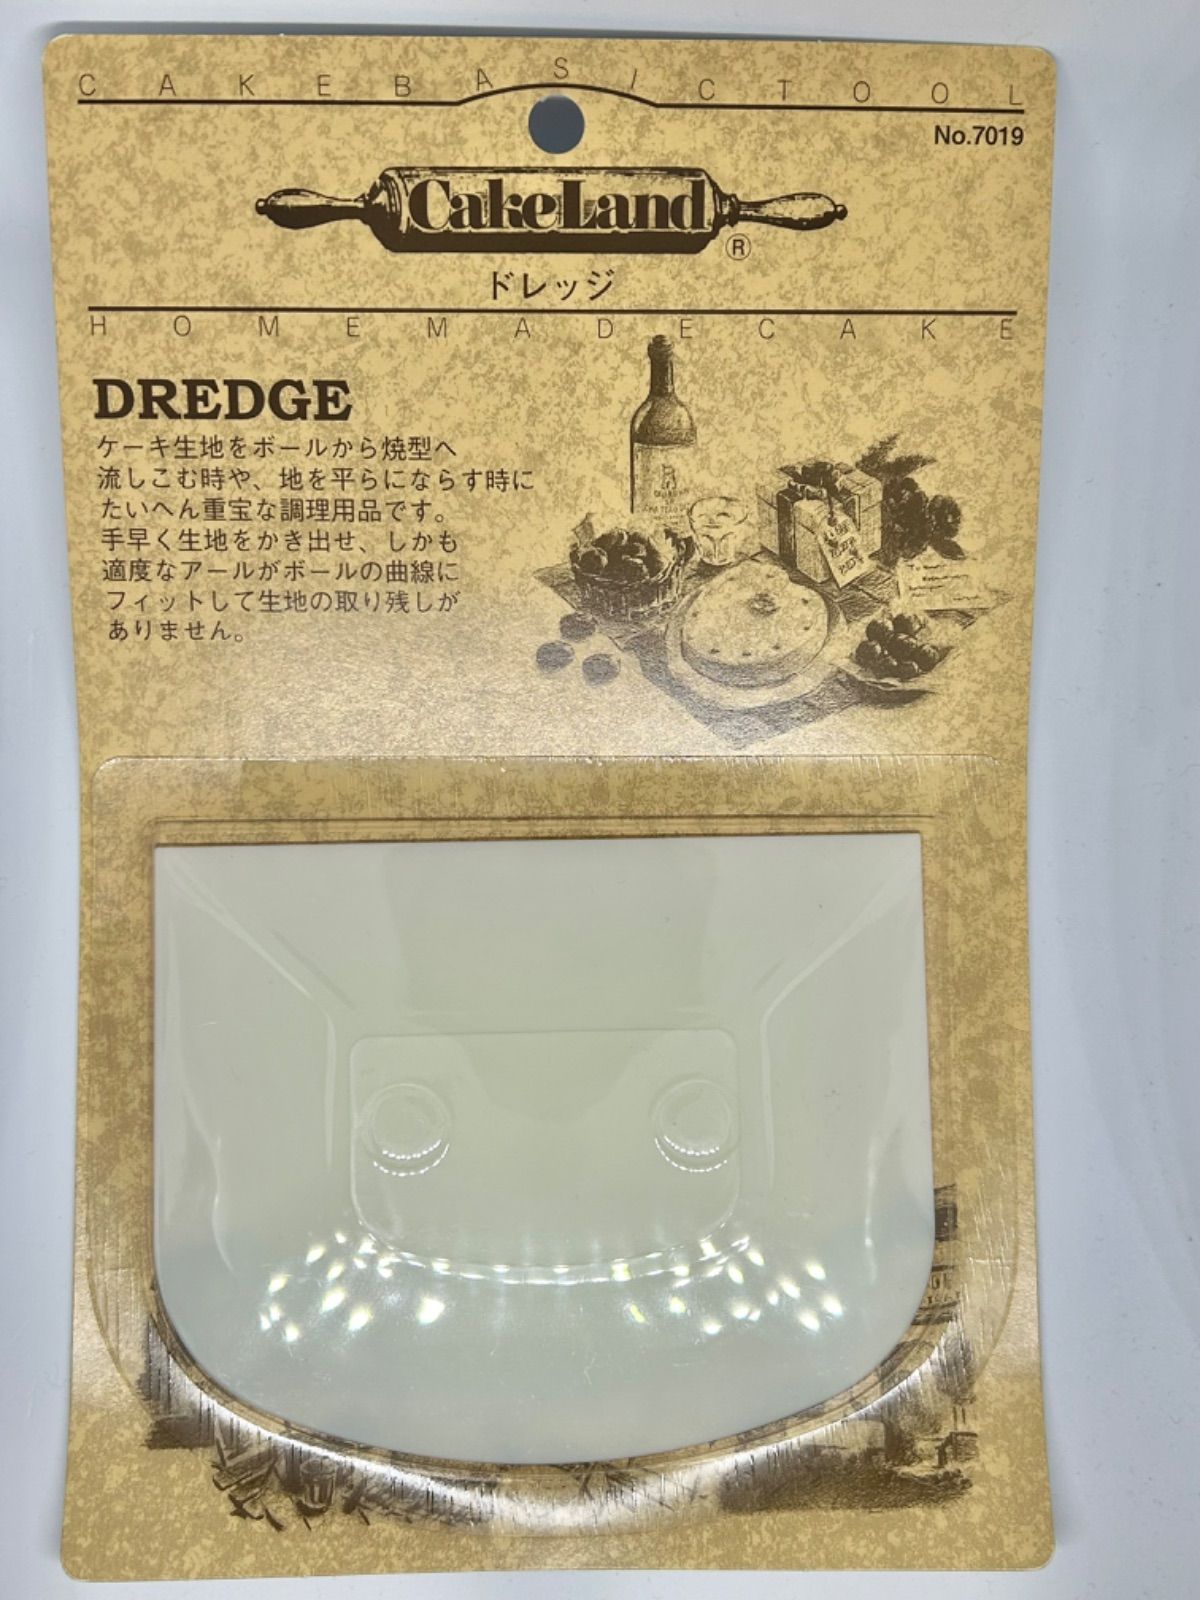 CAKEBASICTOOL
No.7019
CakeLand
®
ドレッジ
HOMEMADECAKE
DREDGE
ケーキ生地をボールから焼型へ
流しこむ時や、地を平らにならす時に
たいへん重宝な調理用品です。
手早く生地をかき出せ、しかも
適度なアールがボールの曲線に
フィットして生地の取り残しが
ありません。